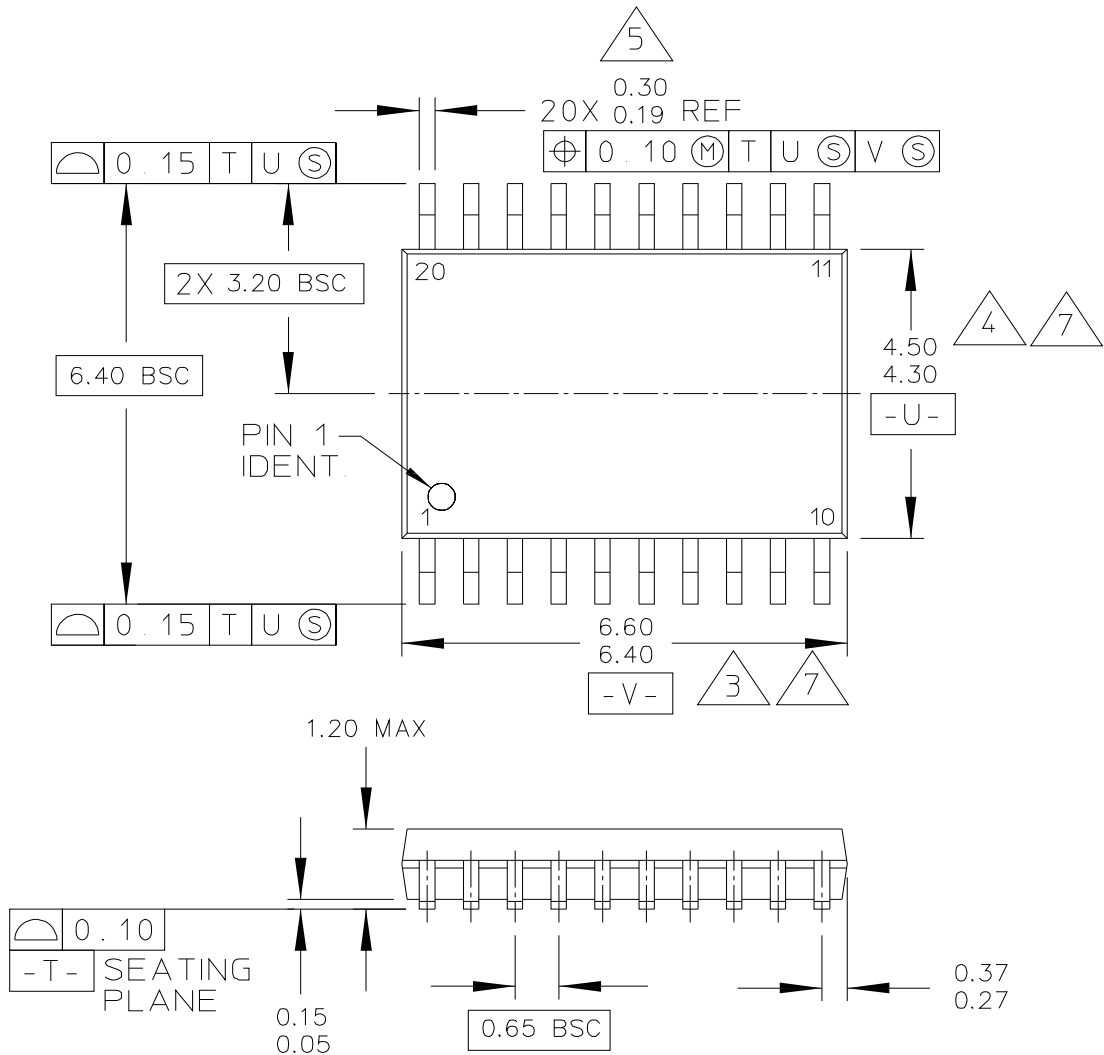 5
0.30
20X 0.19 REF
⌖ 0.10 Ⓜ T U Ⓢ V Ⓢ
⌓ 0.15 T U Ⓢ
20 11
2X 3.20 BSC
4 7
4.50
4.30
6.40 BSC
-U-
PIN 1
IDENT.
1 10
⌓ 0.15 T U Ⓢ
6.60
6.40
3 7
-V-
1.20 MAX
⌓ 0.10
-T- SEATING
PLANE
0.37
0.27
0.15
0.05
0.65 BSC